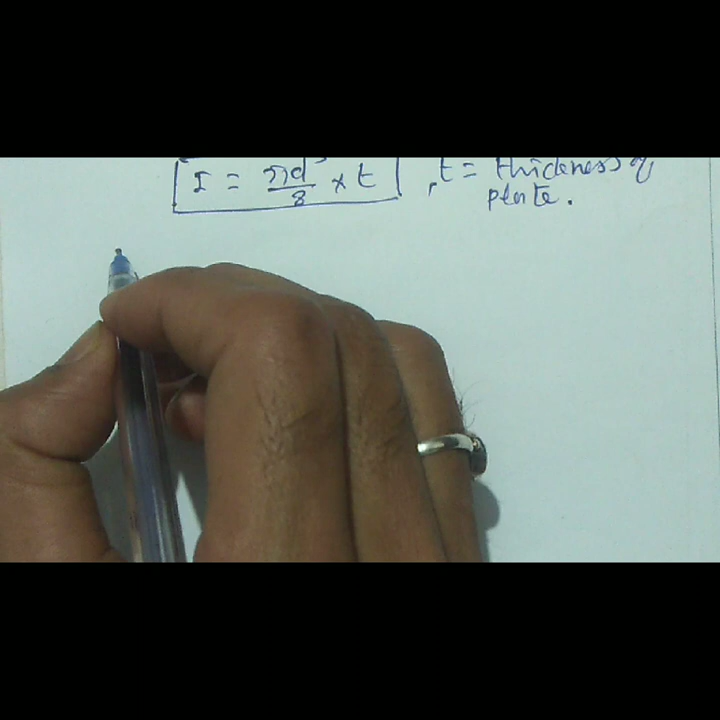 I = πd³/8 × t , t = thickness of
plate.